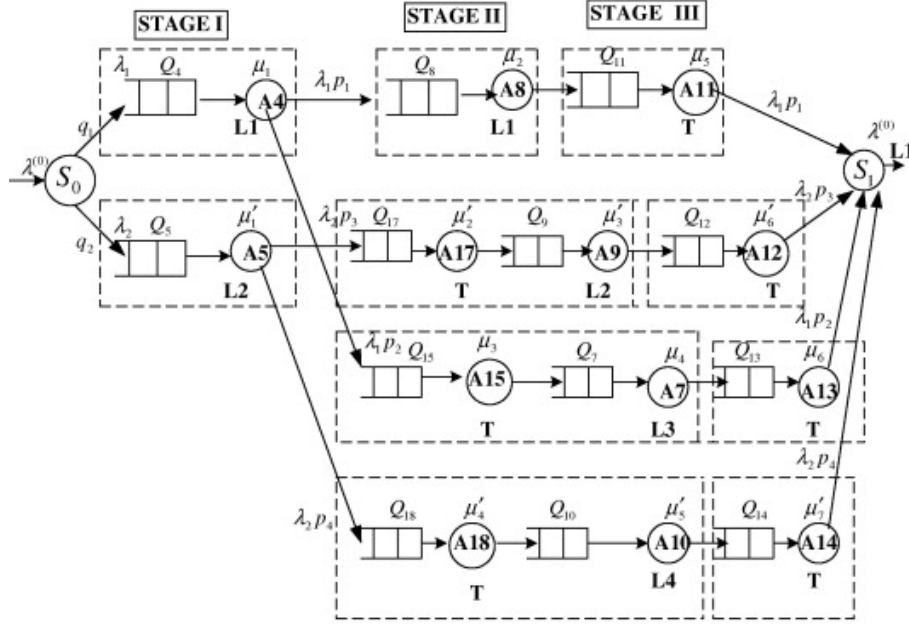 STAGE I STAGE II STAGE III
λ₁ Q₄ μ₁ λ₁p₁ Q₈ μ₂ Q₁₁ μ₅
A4 A8 A11
L1 L1 T
λ₁p₁
q₁
λ⁽⁰⁾ S₀
λ⁽⁰⁾ S₁ L1
q₂ λ₂ Q₅ μ′₁ λ₂p₃ Q₁₇ μ′₂ Q₉ μ′₃ Q₁₂ μ′₆ λ₂p₃
A5 A17 A9 A12
L2 T L2 T
λ₁p₂ Q₁₅ μ₃ Q₇ μ₄ Q₁₃ μ₆ λ₁p₂
A15 A7 A13
T L3 T
λ₂p₄
λ₂p₄ Q₁₈ μ′₄ Q₁₀ μ′₅ Q₁₄ μ′₇
A18 A10 A14
T L4 T